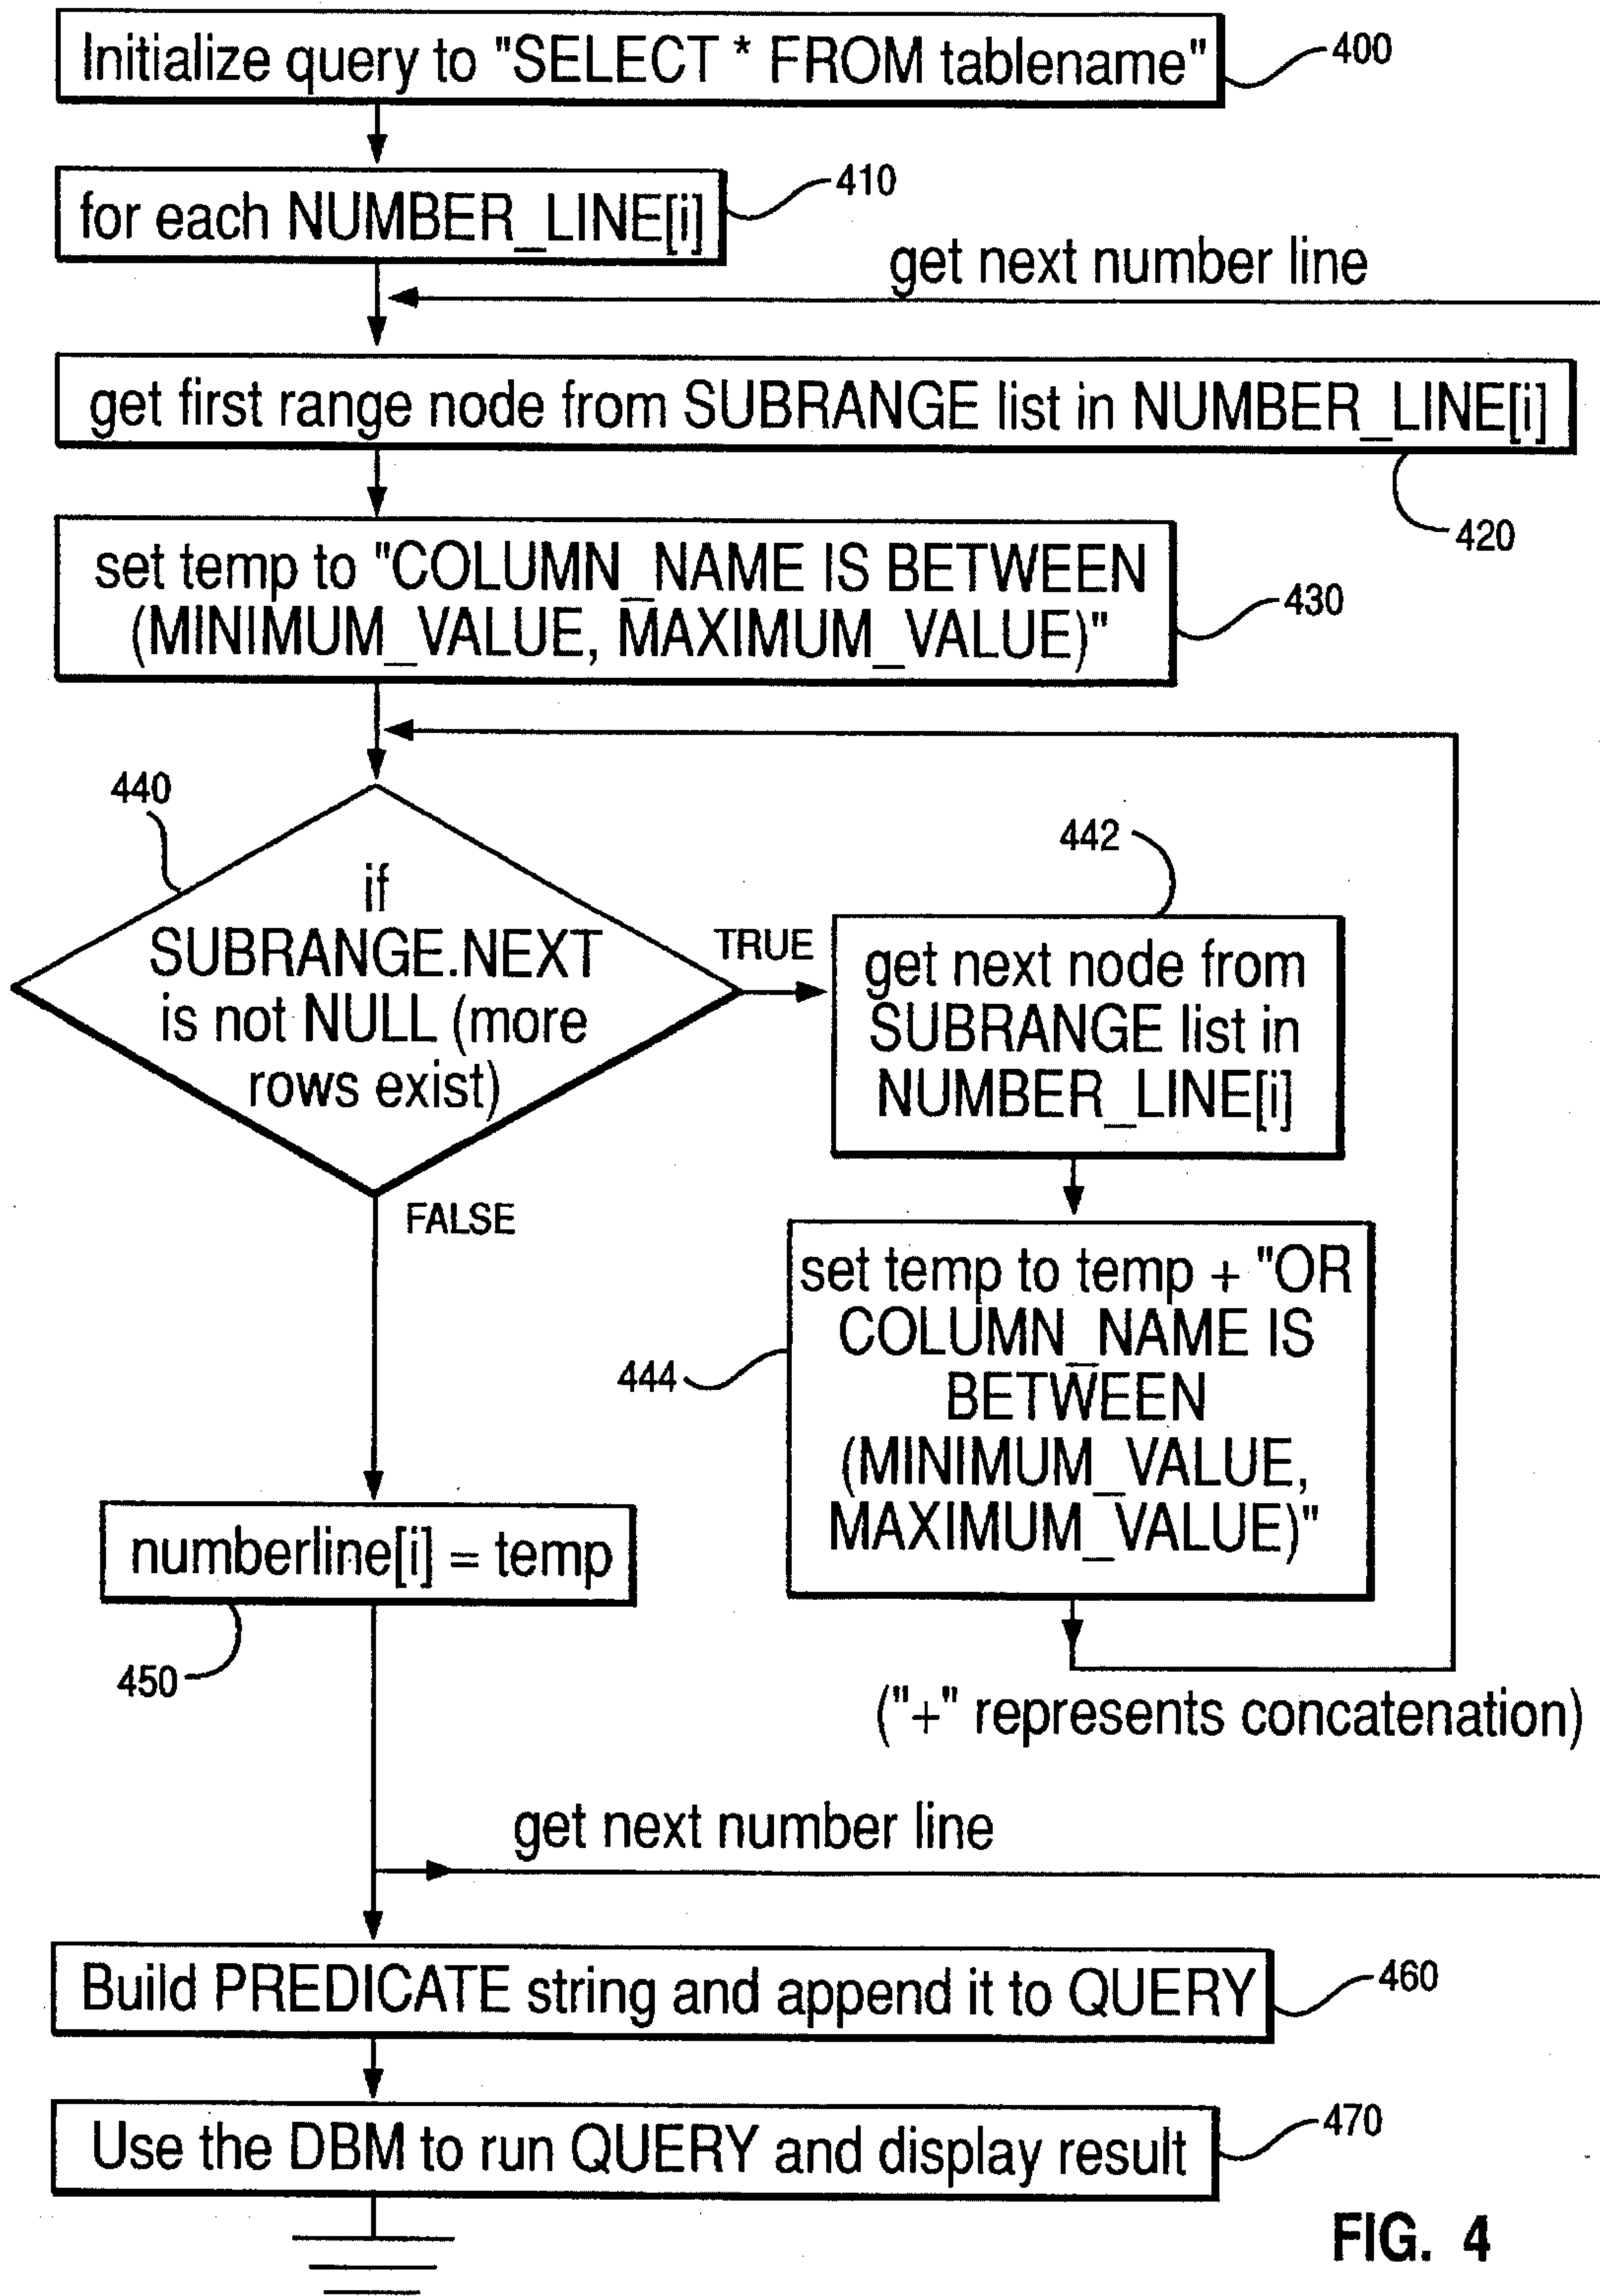 Initialize query to "SELECT * FROM tablename"
400
for each NUMBER_LINE[i]
410
get next number line
get first range node from SUBRANGE list in NUMBER_LINE[i]
420
set temp to "COLUMN_NAME IS BETWEEN
(MINIMUM_VALUE, MAXIMUM_VALUE)"
430
440
if
SUBRANGE.NEXT
is not NULL (more
rows exist)
TRUE
442
get next node from
SUBRANGE list in
NUMBER_LINE[i]
FALSE
444
set temp to temp + "OR
COLUMN_NAME IS
BETWEEN
(MINIMUM_VALUE,
MAXIMUM_VALUE)"
numberline[i] = temp
450
("+" represents concatenation)
get next number line
Build PREDICATE string and append it to QUERY
460
Use the DBM to run QUERY and display result
470
FIG. 4